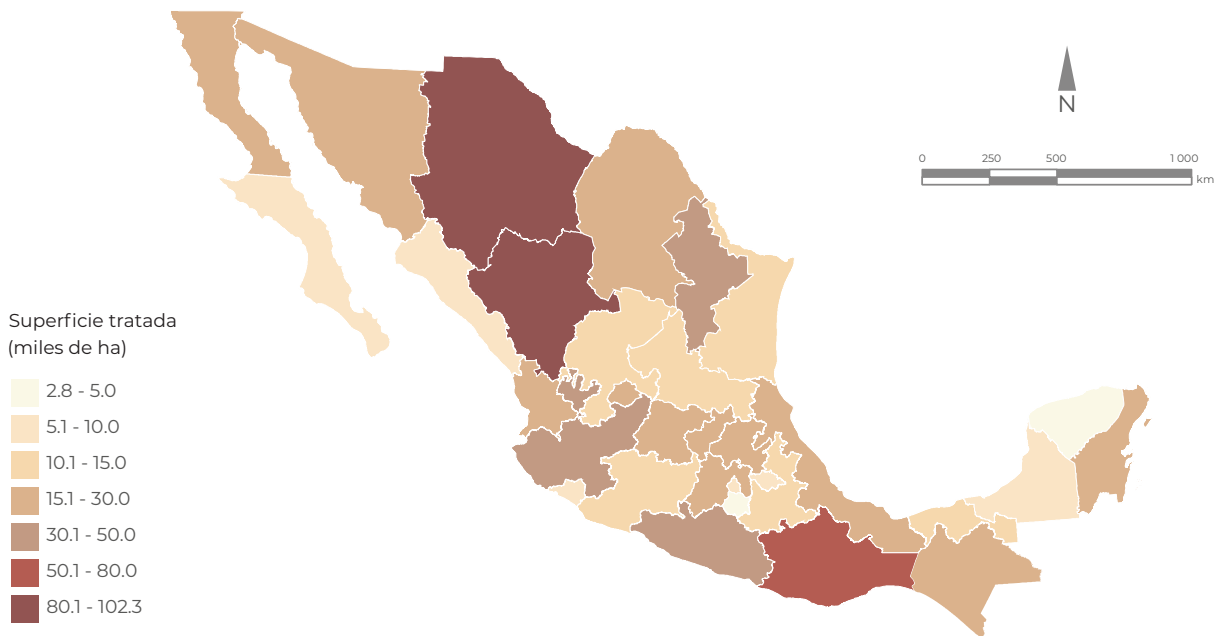 N
0 250 500 1 000
km
Superficie tratada
(miles de ha)
2.8 - 5.0
5.1 - 10.0
10.1 - 15.0
15.1 - 30.0
30.1 - 50.0
50.1 - 80.0
80.1 - 102.3